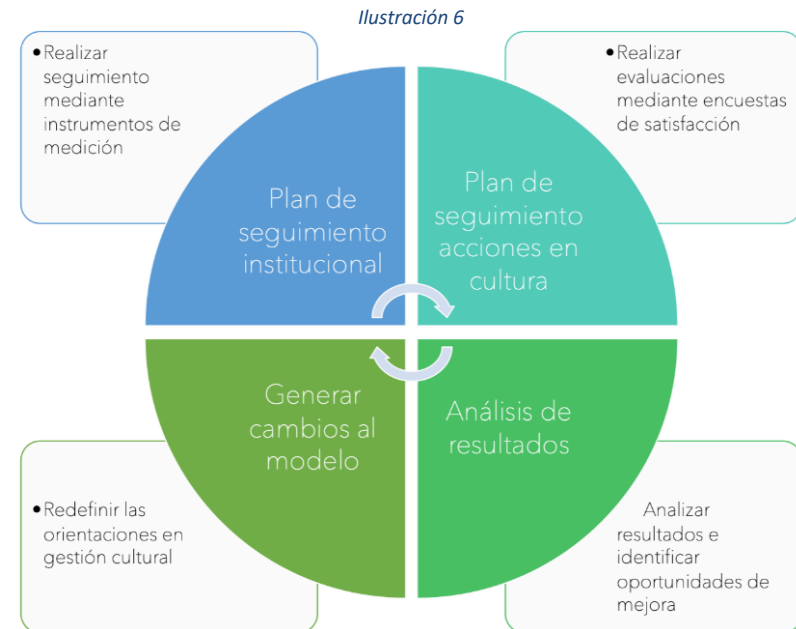 Ilustración 6
•Realizar
seguimiento
mediante
instrumentos de
medición
•Realizar
evaluaciones
mediante encuestas
de satisfacción
Plan de
seguimiento
institucional
Plan de
seguimiento
acciones en
cultura
Generar
cambios al
modelo
Análisis de
resultados
•Redefinir las
orientaciones en
gestión cultural
Analizar
resultados e
identificar
oportunidades de
mejora